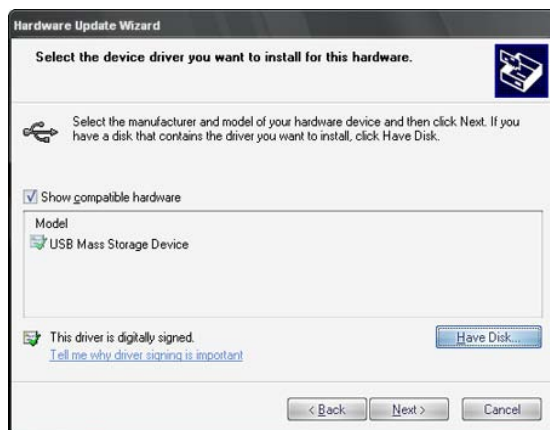 Hardware Update Wizard
Select the device driver you want to install for this hardware.
Select the manufacturer and model of your hardware device and then click Next. If you
have a disk that contains the driver you want to install, click Have Disk.
Show compatible hardware
Model
USB Mass Storage Device
This driver is digitally signed.
Have Disk...
Tell me why driver signing is important
< Back
Next >
Cancel